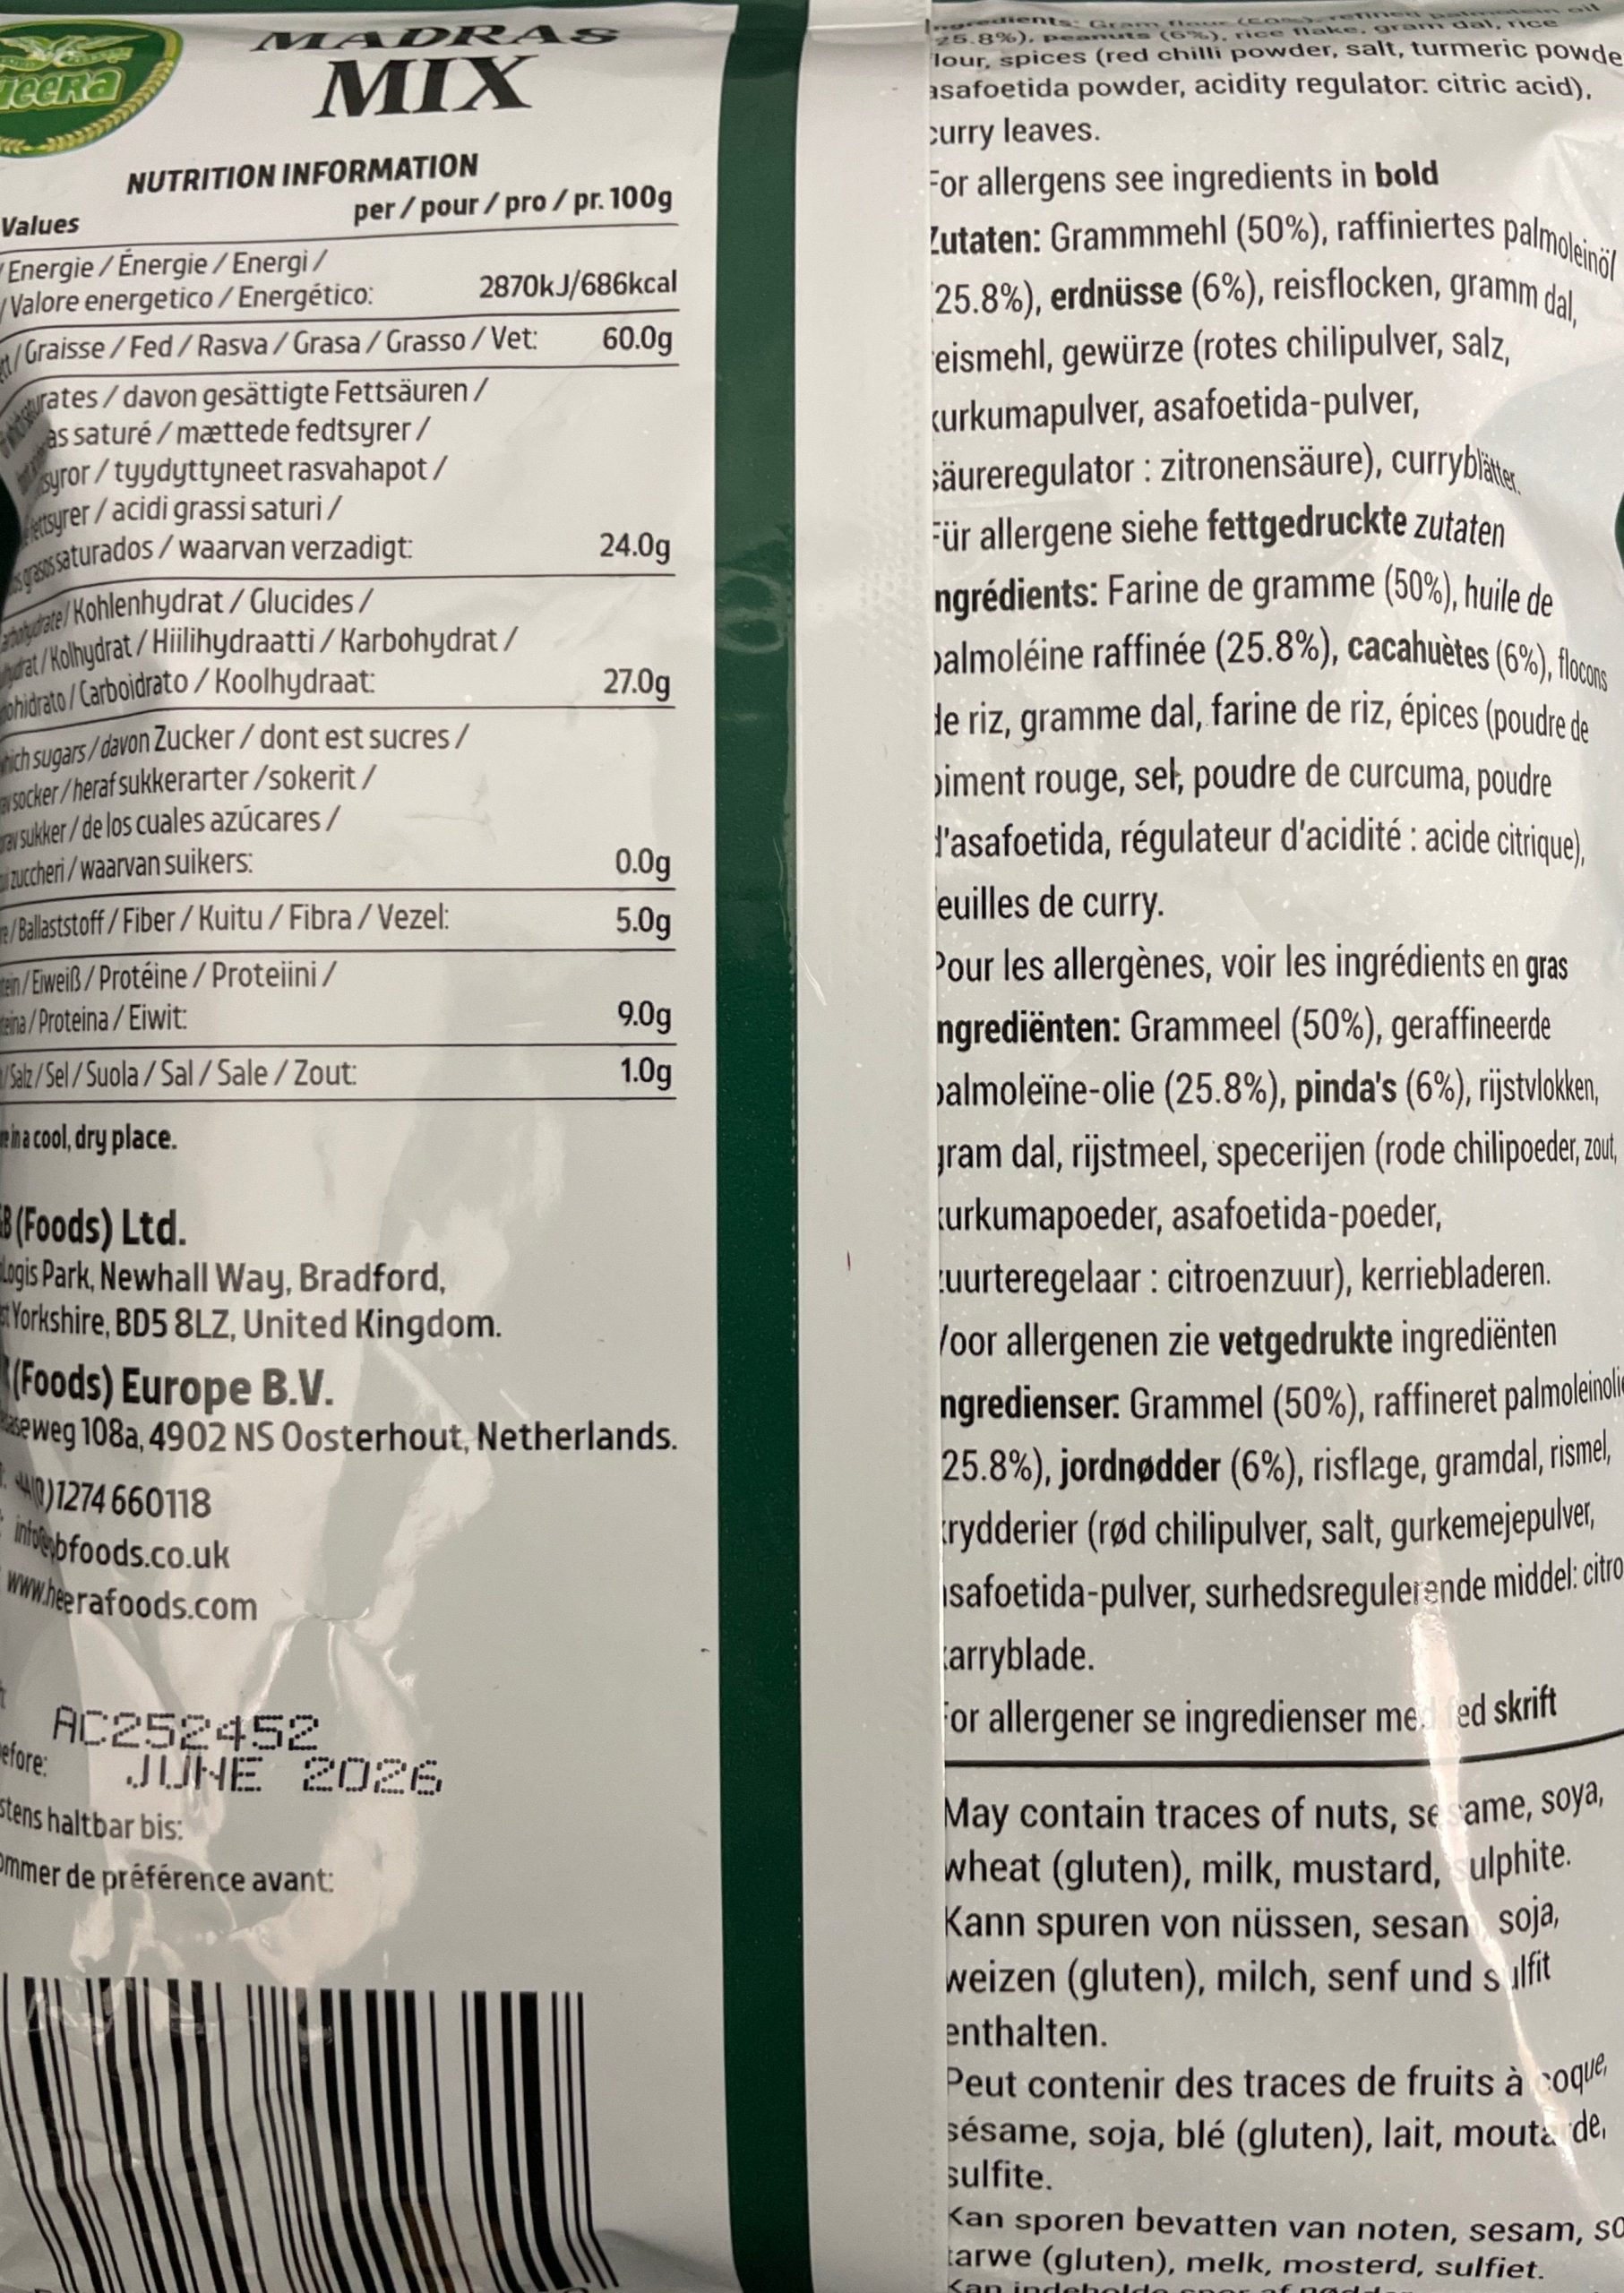 MADRAS
MIX
NUTRITION INFORMATION
Values per / pour / pro / pr. 100g
Energie / Énergie / Energi /
/ Valore energetico / Energético: 2870kJ/686kcal
/ Graisse / Fed / Rasva / Grasa / Grasso / Vet: 60.0g
/ davon gesättigte Fettsäuren /
saturé / mættede fedtsyrer /
/ tyydyttyneet rasvahapot /
/ acidi grassi saturi /
saturados / waarvan verzadigt: 24.0g
/ Kohlenhydrat / Glucides /
/ Kolhydrat / Hiilihydraatti / Karbohydrat /
/ Carboidrato / Koolhydraat: 27.0g
sugars / davon Zucker / dont est sucres /
socker / heraf sukkerarter /sokerit /
sukker / de los cuales azúcares /
zuccheri / waarvan suikers: 0.0g
/ Ballaststoff / Fiber / Kuitu / Fibra / Vezel: 5.0g
/ Eiweiß / Protéine / Proteiini /
/ Proteina / Eiwit: 9.0g
/ Salz / Sel / Suola / Sal / Sale / Zout: 1.0g
in a cool, dry place.
(Foods) Ltd.
Logis Park, Newhall Way, Bradford,
Yorkshire, BD5 8LZ, United Kingdom.
(Foods) Europe B.V.
108a, 4902 NS Oosterhout, Netherlands.
1274 660118
www.heerafoods.com
AC252452
JUNE 2026
haltbar bis:
de préférence avant:
25.8%), peanuts (6%), rice flake, gram dal, rice
spices (red chilli powder, salt, turmeric
asafoetida powder, acidity regulator: citric acid),
curry leaves.
For allergens see ingredients in bold
Zutaten: Grammmehl (50%), raffiniertes palmoleinöl
25.8%), erdnüsse (6%), reisflocken, gramm dal,
gewürze (rotes chilipulver, salz,
kurkumapulver, asafoetida-pulver,
säureregulator : zitronensäure), curryblätter.
Für allergene siehe fettgedruckte zutaten
Farine de gramme (50%), huile de
palmoléine raffinée (25.8%), cacahuètes (6%), flocons
de riz, gramme dal, farine de riz, épices (poudre de
piment rouge, sel, poudre de curcuma, poudre
d'asafoetida, régulateur d'acidité : acide citrique),
de curry.
Pour les allergènes, voir les ingrédients en gras
Grammeel (50%), geraffineerde
palmoleïne-olie (25.8%), pinda's (6%), rijstvlokken,
gram dal, rijstmeel, specerijen (rode chilipoeder, zout,
kurkumapoeder, asafoetida-poeder,
zuurteregelaar : citroenzuur), kerriebladeren.
Voor allergenen zie vetgedrukte ingrediënten
Grammel (50%), raffineret
25.8%), jordnødder (6%), risflage, gramdal, rismel,
krydderier (rød chilipulver, salt, gurkemejepulver,
asafoetida-pulver, surhedsregulerende middel:
karryblade.
For allergener se ingredienser med fed skrift
May contain traces of nuts, sesame, soya,
wheat (gluten), milk, mustard, sulphite.
Kann spuren von nüssen, sesam, soja,
weizen (gluten), milch, senf und sulfit
enthalten.
Peut contenir des traces de fruits à coque,
sésame, soja, blé (gluten), lait, moutarde,
sulfite.
Kan sporen bevatten van noten, sesam,
tarwe (gluten), melk, mosterd, sulfiet.